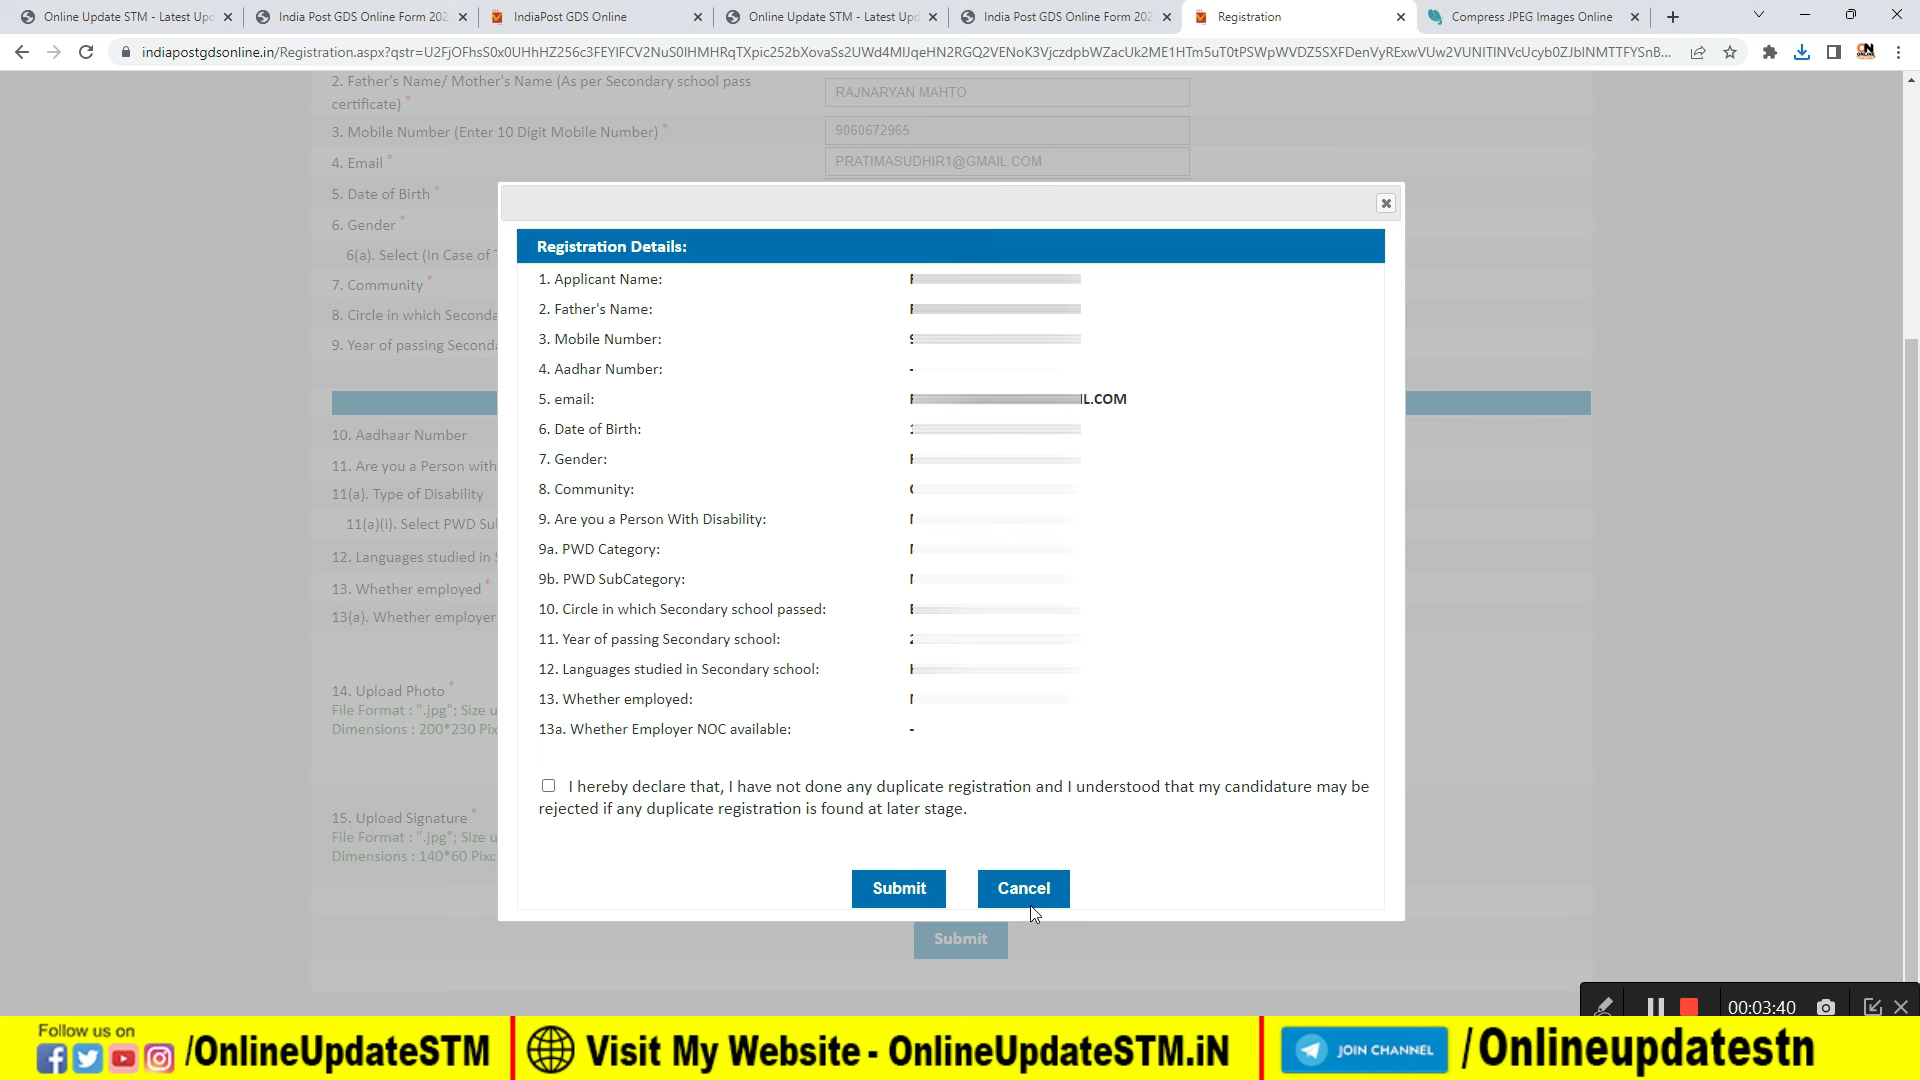 Online Update STM - Latest Upd
India Post GDS Online Form 202
IndiaPost GDS Online
Online Update STM - Latest Upd
India Post GDS Online Form 202
Registration
Compress JPEG Images Online
2. Father's Name/ Mother's Name (As per Secondary school pass
certificate) *
RAJNARYAN MAHTO
3. Mobile Number (Enter 10 Digit Mobile Number) *
9060672965
4. Email *
PRATIMASUDHIR1@GMAIL.COM
5. Date of Birth *
6. Gender *
6(a). Select (In Case of
7. Community *
8. Circle in which Seconda
9. Year of passing Seconda
10. Aadhaar Number
11. Are you a Person with
11(a). Type of Disability
11(a)(i). Select PWD Su
12. Languages studied in
13. Whether employed *
13(a). Whether employer
14. Upload Photo *
File Format : ".jpg"; Size u
Dimensions : 200*230 Pix
15. Upload Signature *
File Format : ".jpg"; Size u
Dimensions : 140*60 Pixe
Submit
Registration Details:
1. Applicant Name:
2. Father's Name:
3. Mobile Number:
4. Aadhar Number: -
5. email: L.COM
6. Date of Birth:
7. Gender:
8. Community:
9. Are you a Person With Disability:
9a. PWD Category:
9b. PWD SubCategory:
10. Circle in which Secondary school passed:
11. Year of passing Secondary school:
12. Languages studied in Secondary school:
13. Whether employed:
13a. Whether Employer NOC available: -
I hereby declare that, I have not done any duplicate registration and I understood that my candidature may be
rejected if any duplicate registration is found at later stage.
Submit Cancel
00:03:40
Follow us on
/OnlineUpdateSTM
Visit My Website - OnlineUpdateSTM.iN
JOIN CHANNEL
/Onlineupdatestn